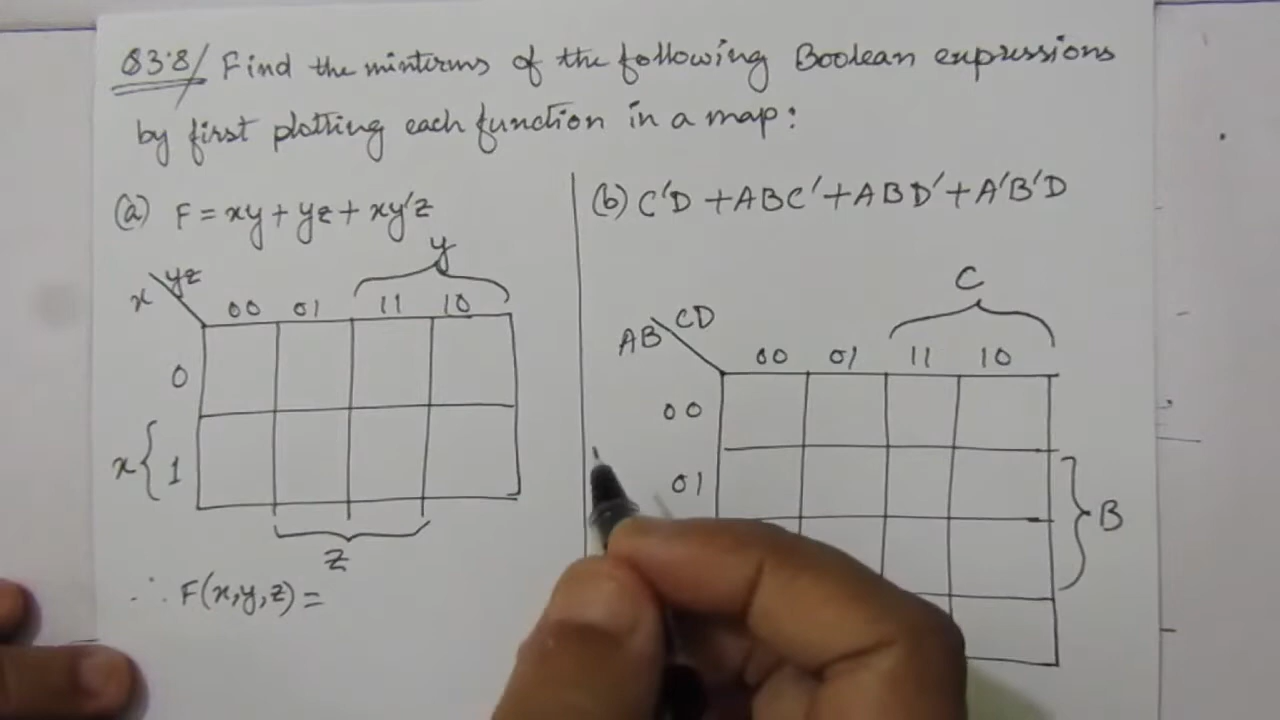 Q3.8/ Find the minterms of the following Boolean expressions
by first plotting each function in a map:
(a) F = xy + yz + xy'z
y
x yz
00 01 11 10
0
x { 1
z
∴ F(x,y,z) =
(b) C'D + ABC' + ABD' + A'B'D
C
AB CD
00 01 11 10
00
01
B